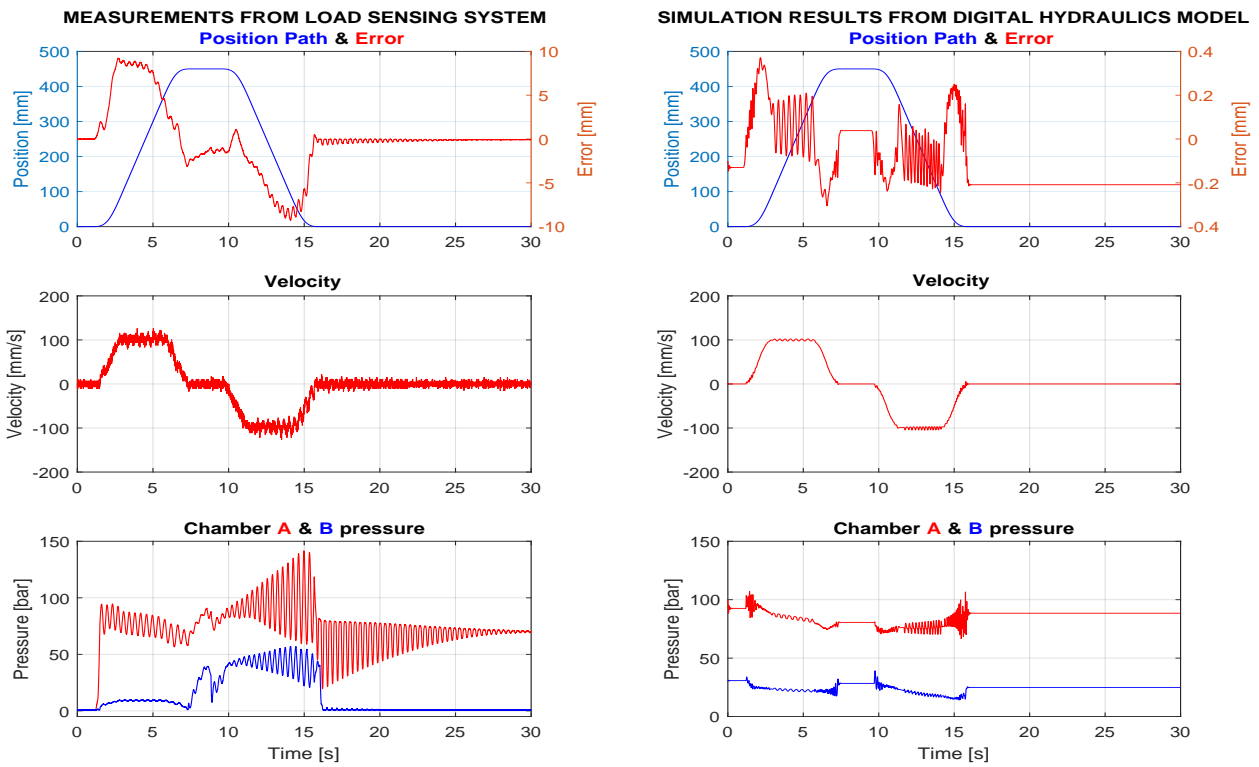 MEASUREMENTS FROM LOAD SENSING SYSTEM
Position Path & Error
500
400
300
200
100
0
Position [mm]
10
5
0
-5
-10
Error [mm]
0 5 10 15 20 25 30
Velocity
200
100
0
-100
-200
Velocity [mm/s]
0 5 10 15 20 25 30
Chamber A & B pressure
150
100
50
0
Pressure [bar]
0 5 10 15 20 25 30
Time [s]
SIMULATION RESULTS FROM DIGITAL HYDRAULICS MODEL
Position Path & Error
500
400
300
200
100
0
Position [mm]
0.4
0.2
0
-0.2
-0.4
Error [mm]
0 5 10 15 20 25 30
Velocity
200
100
0
-100
-200
Velocity [mm/s]
0 5 10 15 20 25 30
Chamber A & B pressure
150
100
50
0
Pressure [bar]
0 5 10 15 20 25 30
Time [s]